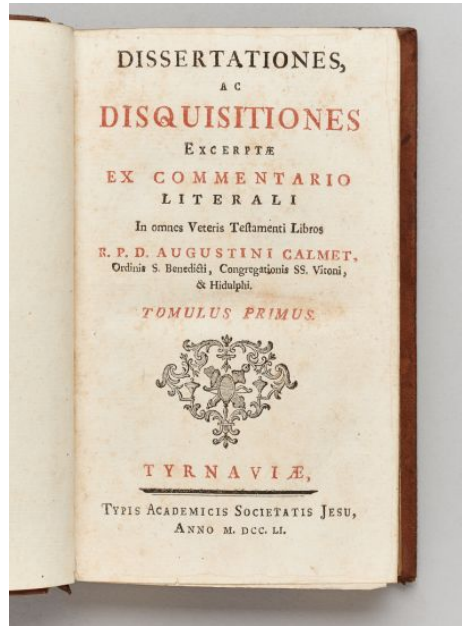 DISSERTATIONES,
AC
DISQUISITIONES
EXCERPTÆ
EX COMMENTARIO
LITERALI
In omnes Veteris Teſtamenti Libros
R. P. D. AUGUSTINI CALMET,
Ordinis S. Benedicti, Congregationis SS. Vitoni,
& Hidulphi.
TOMULUS PRIMUS.
TYRNAVIÆ,
TYPIS ACADEMICIS SOCIETATIS JESU,
ANNO M. DCC. LI.